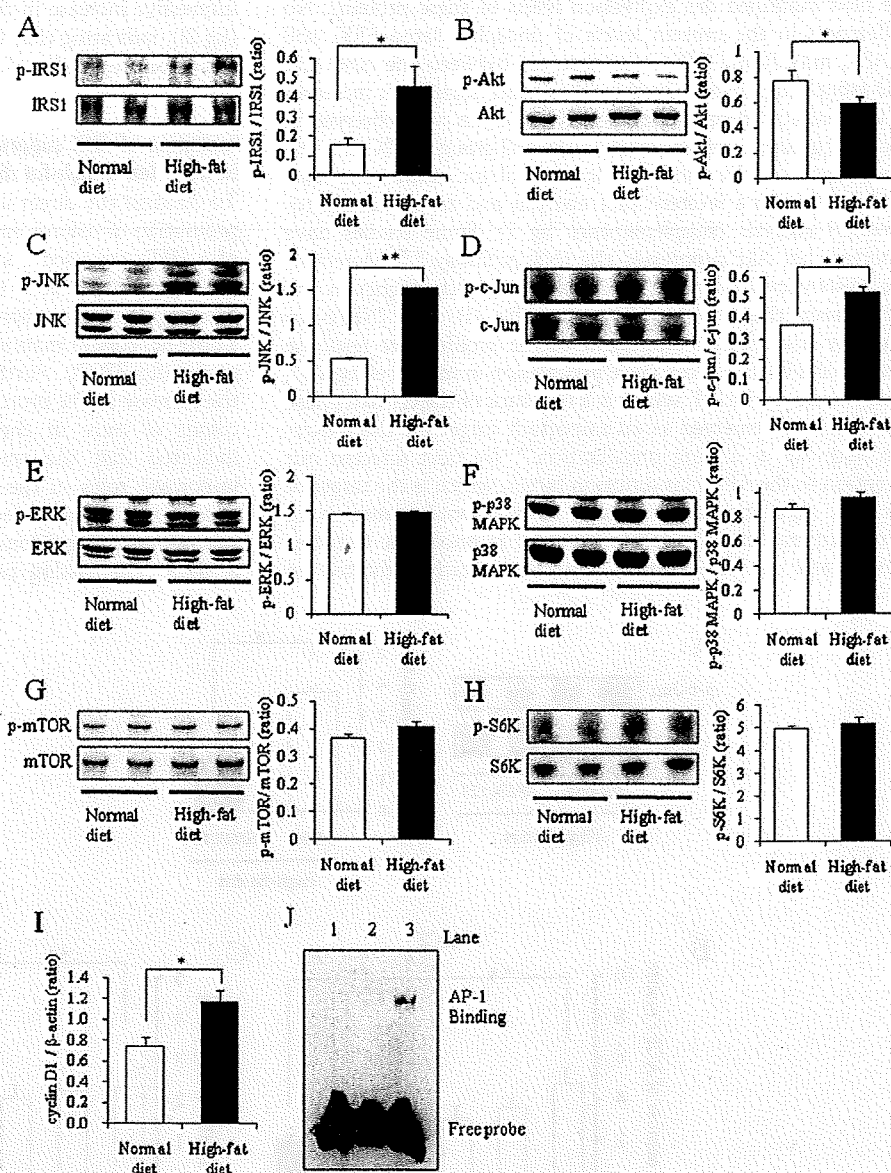 A
p-IRS1
IRS1
Normal diet
High-fat diet
p-IRS1 / IRS1 (ratio)
0.6
0.5
0.4
0.3
0.2
0.1
0
*
Normal diet
High-fat diet
B
p-Akt
Akt
Normal diet
High-fat diet
p-Akt / Akt (ratio)
1
0.8
0.6
0.4
0.2
0
*
Normal diet
High-fat diet
C
p-JNK
JNK
Normal diet
High-fat diet
p-JNK / JNK (ratio)
2
1.5
1
0.5
0
**
Normal diet
High-fat diet
D
p-c-Jun
c-Jun
Normal diet
High-fat diet
p-c-jun / c-jun (ratio)
0.6
0.5
0.4
0.3
0.2
0.1
0
**
Normal diet
High-fat diet
E
p-ERK
ERK
Normal diet
High-fat diet
p-ERK / ERK (ratio)
2
1.5
1
0.5
0
Normal diet
High-fat diet
F
p-p38 MAPK
p38 MAPK
Normal diet
High-fat diet
p-p38 MAPK / p38 MAPK (ratio)
1
0.8
0.6
0.4
0.2
0
Normal diet
High-fat diet
G
p-mTOR
mTOR
Normal diet
High-fat diet
p-mTOR/mTOR (ratio)
0.5
0.4
0.3
0.2
0.1
0
Normal diet
High-fat diet
H
p-S6K
S6K
Normal diet
High-fat diet
p-S6K / S6K (ratio)
6
5
4
3
2
1
0
Normal diet
High-fat diet
I
cyclin D1 / β-actin (ratio)
1.4
1.2
1.0
0.8
0.6
0.4
0.2
0.0
*
Normal diet
High-fat diet
J
1 2 3 Lane
AP-1 Binding
Free probe